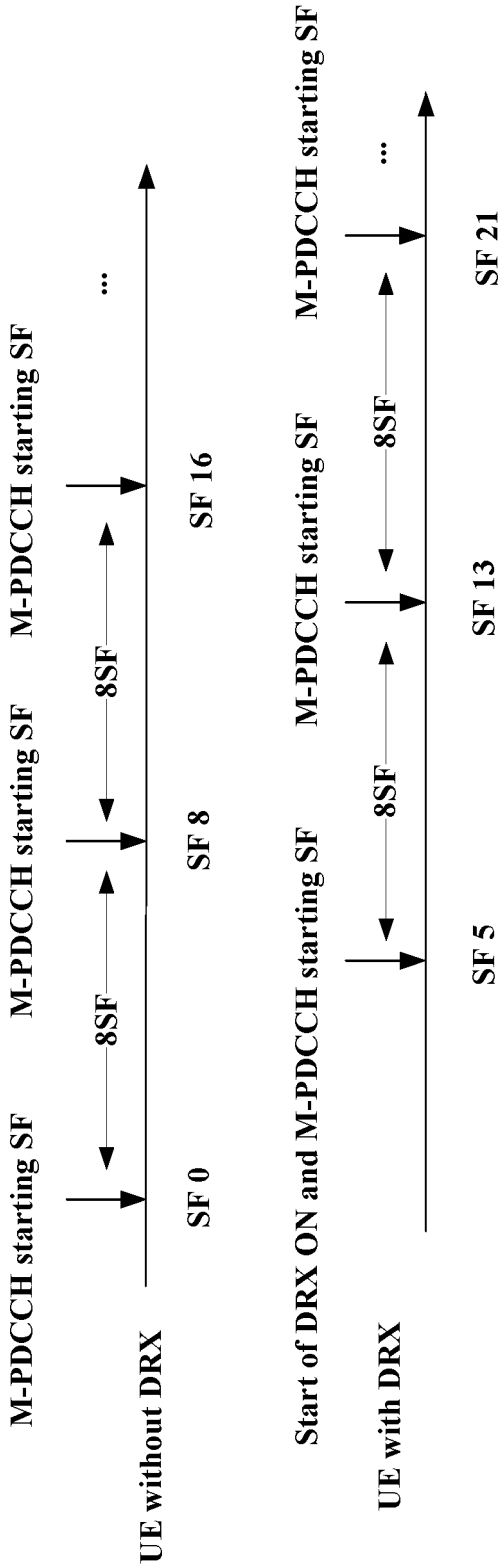 M-PDCCH starting SF
M-PDCCH starting SF
M-PDCCH starting SF
8SF
8SF
...
UE without DRX
SF 0
SF 8
SF 16
Start of DRX ON and M-PDCCH starting SF
M-PDCCH starting SF
M-PDCCH starting SF
8SF
8SF
...
UE with DRX
SF 5
SF 13
SF 21